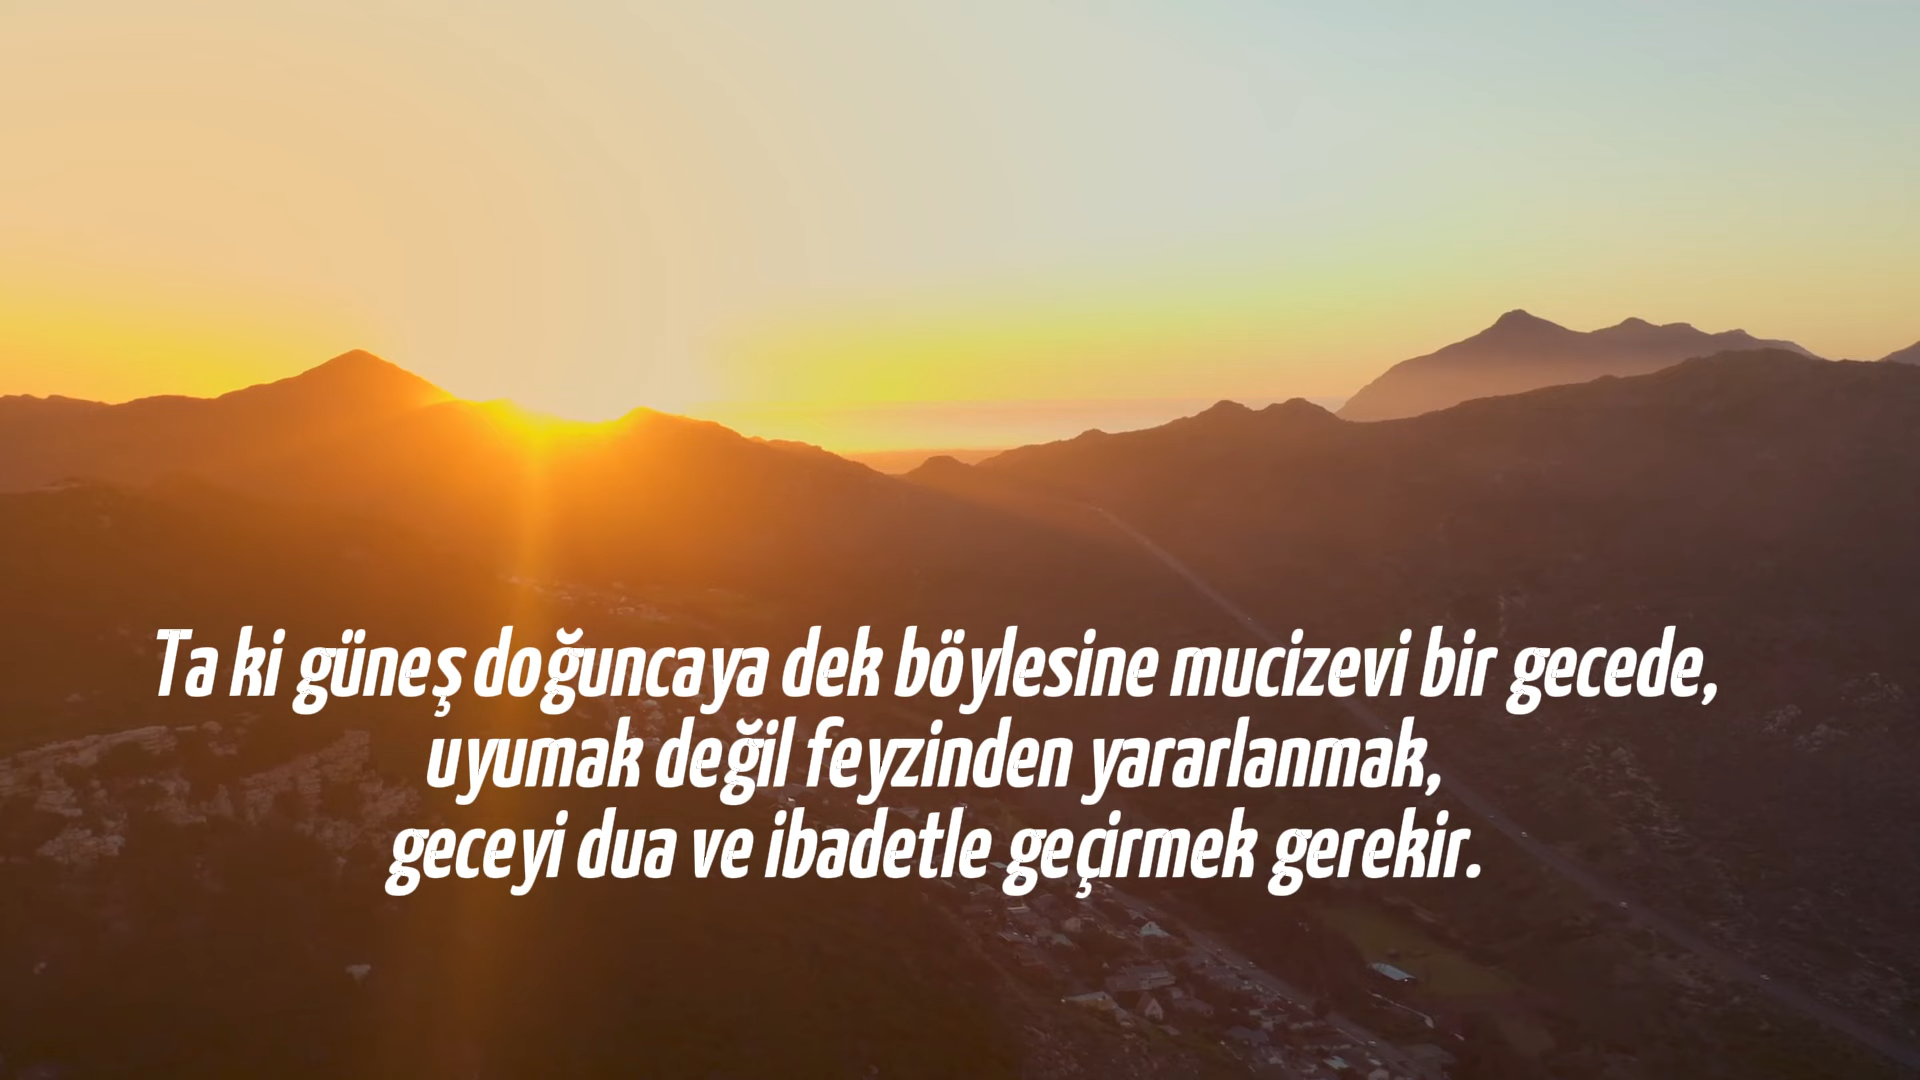 Ta ki güneş doğuncaya dek böylesine mucizevi bir gecede,
uyumak değil feyzinden yararlanmak,
geceyi dua ve ibadetle geçirmek gerekir.